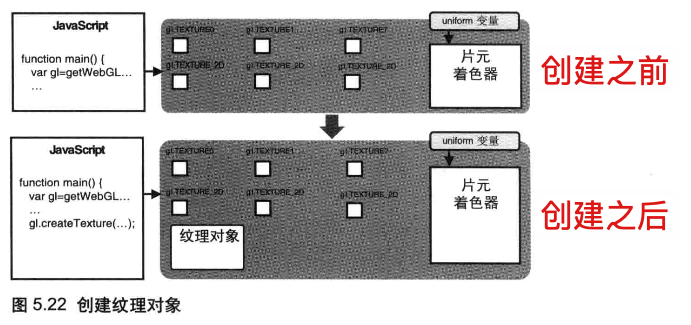 JavaScript
function main() {
var gl=getWebGL…
…
gl.TEXTURE0 gl.TEXTURE1… gl.TEXTURE7
gl.TEXTURE_2D gl.TEXTURE_2D gl.TEXTURE_2D
uniform 变量
片元
着色器
创建之前
JavaScript
function main() {
var gl=getWebGL…
…
gl.createTexture(…);
gl.TEXTURE0 gl.TEXTURE1… gl.TEXTURE7
gl.TEXTURE_2D gl.TEXTURE_2D gl.TEXTURE_2D
纹理对象
uniform 变量
片元
着色器
创建之后
图 5.22 创建纹理对象